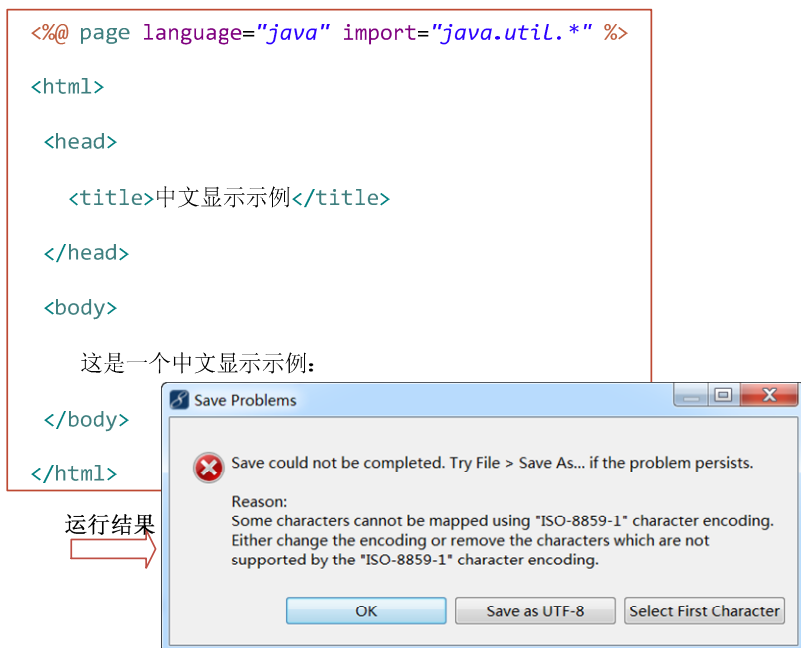 <%@ page language="java" import="java.util.*" %>
<html>
<head>
<title>中文显示示例</title>
</head>
<body>
这是一个中文显示示例：
</body>
</html>
运行结果
Save Problems
Save could not be completed. Try File > Save As... if the problem persists.
Reason:
Some characters cannot be mapped using "ISO-8859-1" character encoding.
Either change the encoding or remove the characters which are not
supported by the "ISO-8859-1" character encoding.
OK
Save as UTF-8
Select First Character